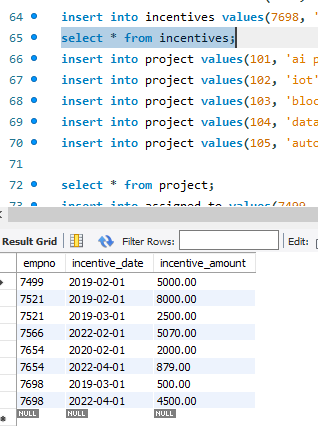 64 insert into incentives values(7698, '
65 select * from incentives;
66 insert into project values(101, 'ai p
67 insert into project values(102, 'iot'
68 insert into project values(103, 'bloc
69 insert into project values(104, 'data
70 insert into project values(105, 'auto
71
72 select * from project;
73 insert into assigned_to values(7499
Result Grid Filter Rows: Edit:
empno incentive_date incentive_amount
7499 2019-02-01 5000.00
7521 2019-02-01 8000.00
7521 2019-03-01 2500.00
7566 2022-02-01 5070.00
7654 2020-02-01 2000.00
7654 2022-04-01 879.00
7698 2019-03-01 500.00
7698 2022-04-01 4500.00
NULL NULL NULL